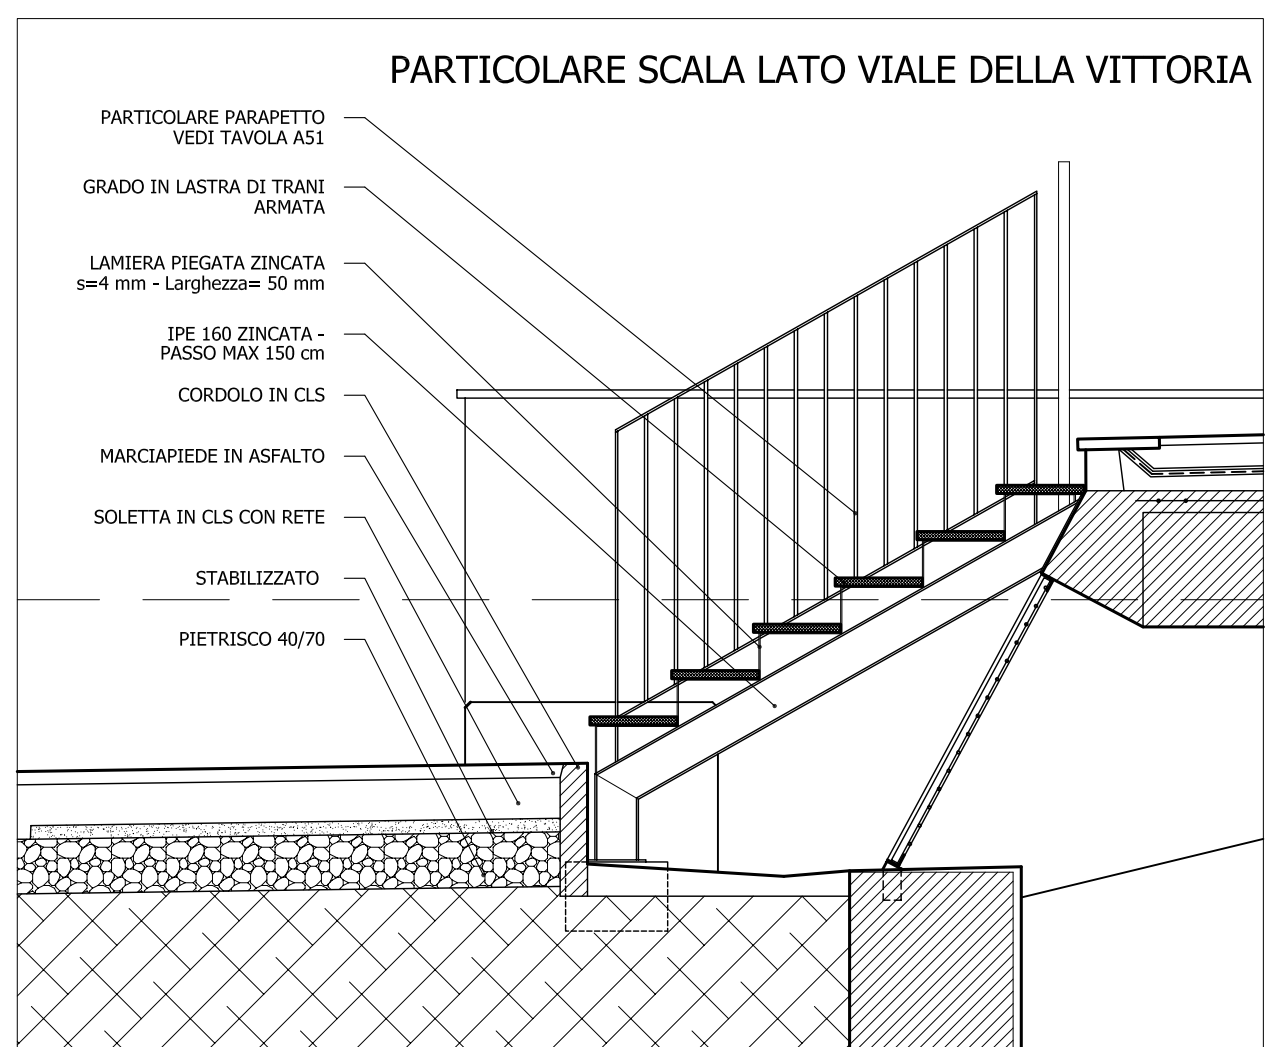 PARTICOLARE SCALA LATO VIALE DELLA VITTORIA
PARTICOLARE PARAPETTO
VEDI TAVOLA A51
GRADO IN LASTRA DI TRANI
ARMATA
LAMIERA PIEGATA ZINCATA
s=4 mm - Larghezza= 50 mm
IPE 160 ZINCATA -
PASSO MAX 150 cm
CORDOLO IN CLS
MARCIAPIEDE IN ASFALTO
SOLETTA IN CLS CON RETE
STABILIZZATO
PIETRISCO 40/70